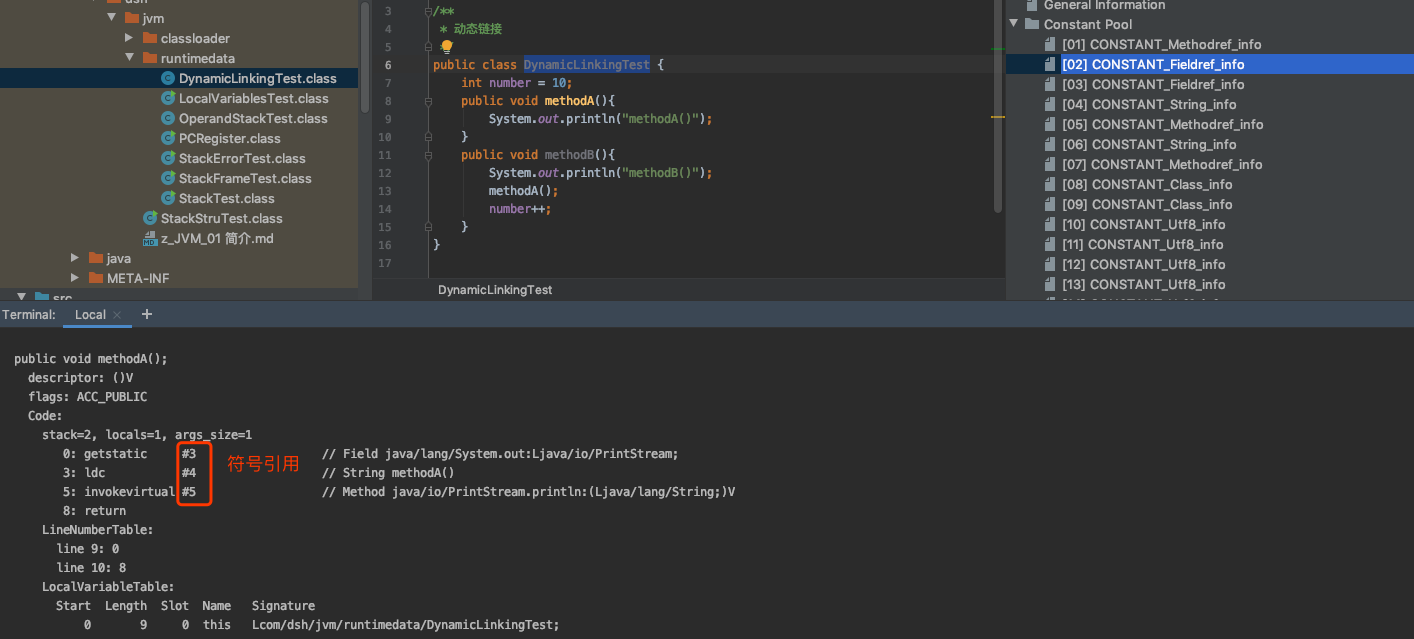 dsh
jvm
classloader
runtimedata
DynamicLinkingTest.class
LocalVariablesTest.class
OperandStackTest.class
PCRegister.class
StackErrorTest.class
StackFrameTest.class
StackTest.class
StackStruTest.class
z_JVM_01 简介.md
java
META-INF
src
3 /**
4 * 动态链接
5
6 public class DynamicLinkingTest {
7 int number = 10;
8 public void methodA(){
9 System.out.println("methodA()");
10 }
11 public void methodB(){
12 System.out.println("methodB()");
13 methodA();
14 number++;
15 }
16 }
17
DynamicLinkingTest
General Information
Constant Pool
[01] CONSTANT_Methodref_info
[02] CONSTANT_Fieldref_info
[03] CONSTANT_Fieldref_info
[04] CONSTANT_String_info
[05] CONSTANT_Methodref_info
[06] CONSTANT_String_info
[07] CONSTANT_Methodref_info
[08] CONSTANT_Class_info
[09] CONSTANT_Class_info
[10] CONSTANT_Utf8_info
[11] CONSTANT_Utf8_info
[12] CONSTANT_Utf8_info
[13] CONSTANT_Utf8_info
Terminal: Local × +
public void methodA();
descriptor: ()V
flags: ACC_PUBLIC
Code:
stack=2, locals=1, args_size=1
0: getstatic #3 // Field java/lang/System.out:Ljava/io/PrintStream;
符号引用
3: ldc #4 // String methodA()
5: invokevirtual #5 // Method java/io/PrintStream.println:(Ljava/lang/String;)V
8: return
LineNumberTable:
line 9: 0
line 10: 8
LocalVariableTable:
Start Length Slot Name Signature
0 9 0 this Lcom/dsh/jvm/runtimedata/DynamicLinkingTest;